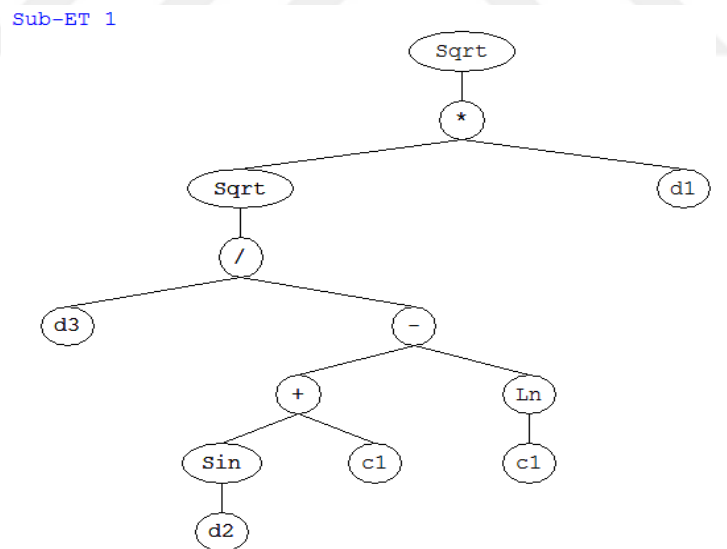 Sub-ET 1
Sqrt
*
Sqrt d1
/
d3 -
+ Ln
Sin c1 c1
d2